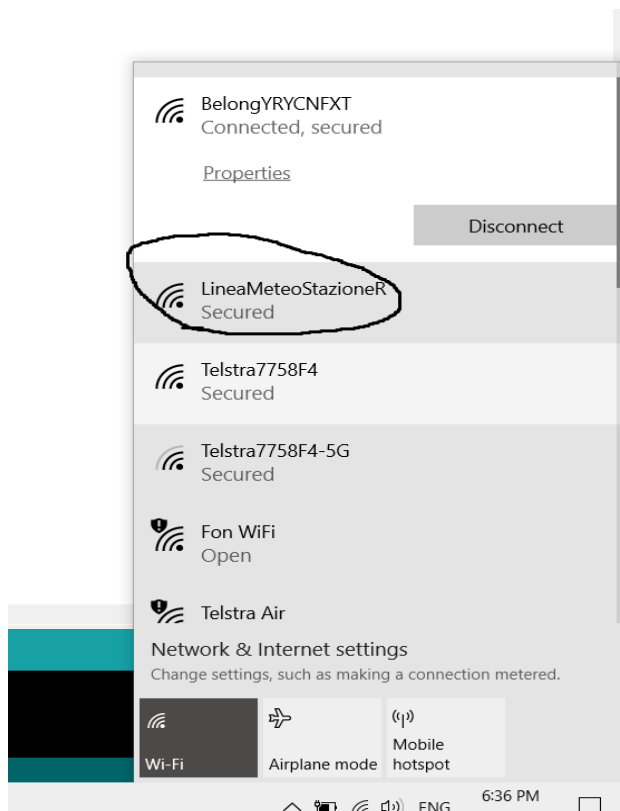 BelongYRYCNFXT
Connected, secured
Properties
Disconnect
LineaMeteoStazioneR
Secured
Telstra7758F4
Secured
Telstra7758F4-5G
Secured
Fon WiFi
Open
Telstra Air
Network & Internet settings
Change settings, such as making a connection metered.
Wi-Fi
Airplane mode
Mobile
hotspot
ENG
6:36 PM